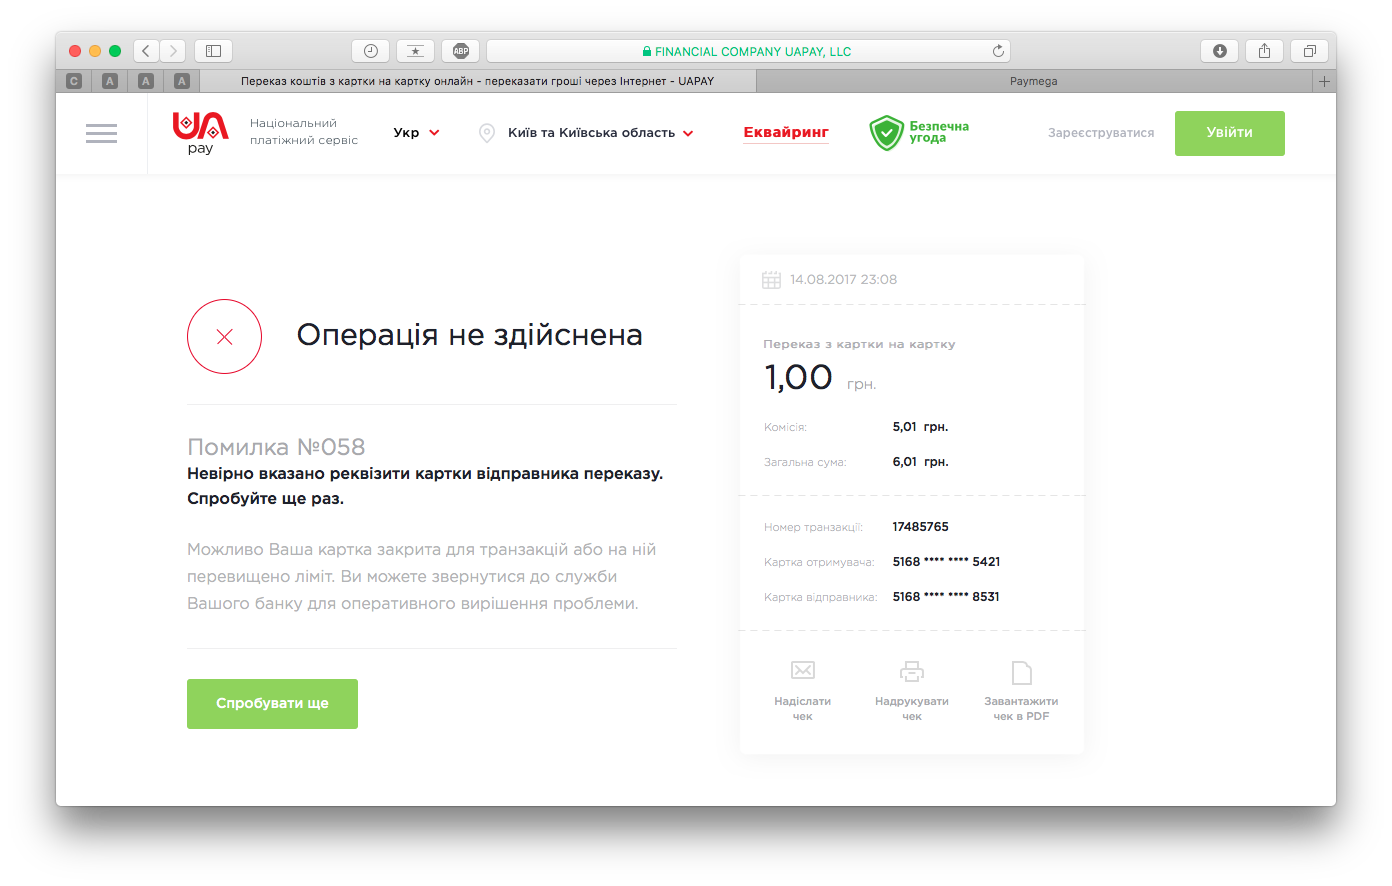 ABP
FINANCIAL COMPANY UAPAY, LLC
C
A
A
A
Переказ коштів з картки на картку онлайн - переказати гроші через Інтернет - UAPAY
Paymega
UA
pay
Національний
платіжний сервіс
Укр
Київ та Київська область
Еквайринг
Безпечна
угода
Зареєструватися
Увійти
Операція не здійснена
Помилка №058
Невірно вказано реквізити картки відправника переказу.
Спробуйте ще раз.
Можливо Ваша картка закрита для транзакцій або на ній
перевищено ліміт. Ви можете звернутися до служби
Вашого банку для оперативного вирішення проблеми.
Спробувати ще
14.08.2017 23:08
Переказ з картки на картку
1,00 грн.
Комісія: 5,01 грн.
Загальна сума: 6,01 грн.
Номер транзакції: 17485765
Картка отримувача: 5168 **** **** 5421
Картка відправника: 5168 **** **** 8531
Надіслати
чек
Надрукувати
чек
Завантажити
чек в PDF